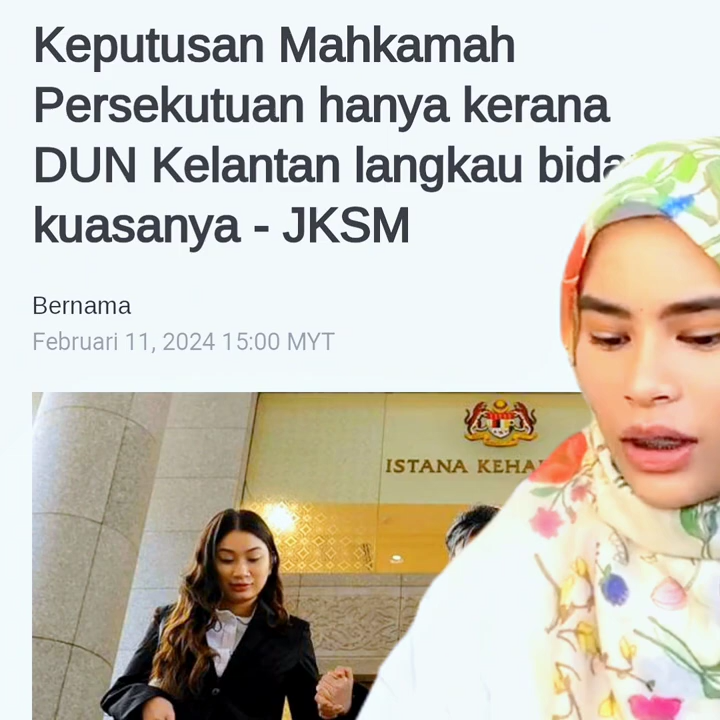 Keputusan Mahkamah
Persekutuan hanya kerana
DUN Kelantan langkau
kuasanya - JKSM
Bernama
Februari 11, 2024 15:00 MYT
ISTANA